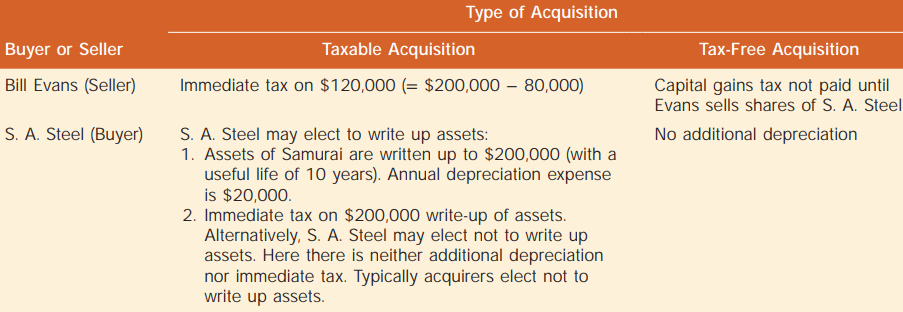 Type of Acquisition
Buyer or Seller Taxable Acquisition Tax-Free Acquisition
Bill Evans (Seller) Immediate tax on $120,000 (= $200,000 − 80,000) Capital gains tax not paid until
Evans sells shares of S. A. Steel
S. A. Steel (Buyer) S. A. Steel may elect to write up assets: No additional depreciation
1. Assets of Samurai are written up to $200,000 (with a
useful life of 10 years). Annual depreciation expense
is $20,000.
2. Immediate tax on $200,000 write-up of assets.
Alternatively, S. A. Steel may elect not to write up
assets. Here there is neither additional depreciation
nor immediate tax. Typically acquirers elect not to
write up assets.